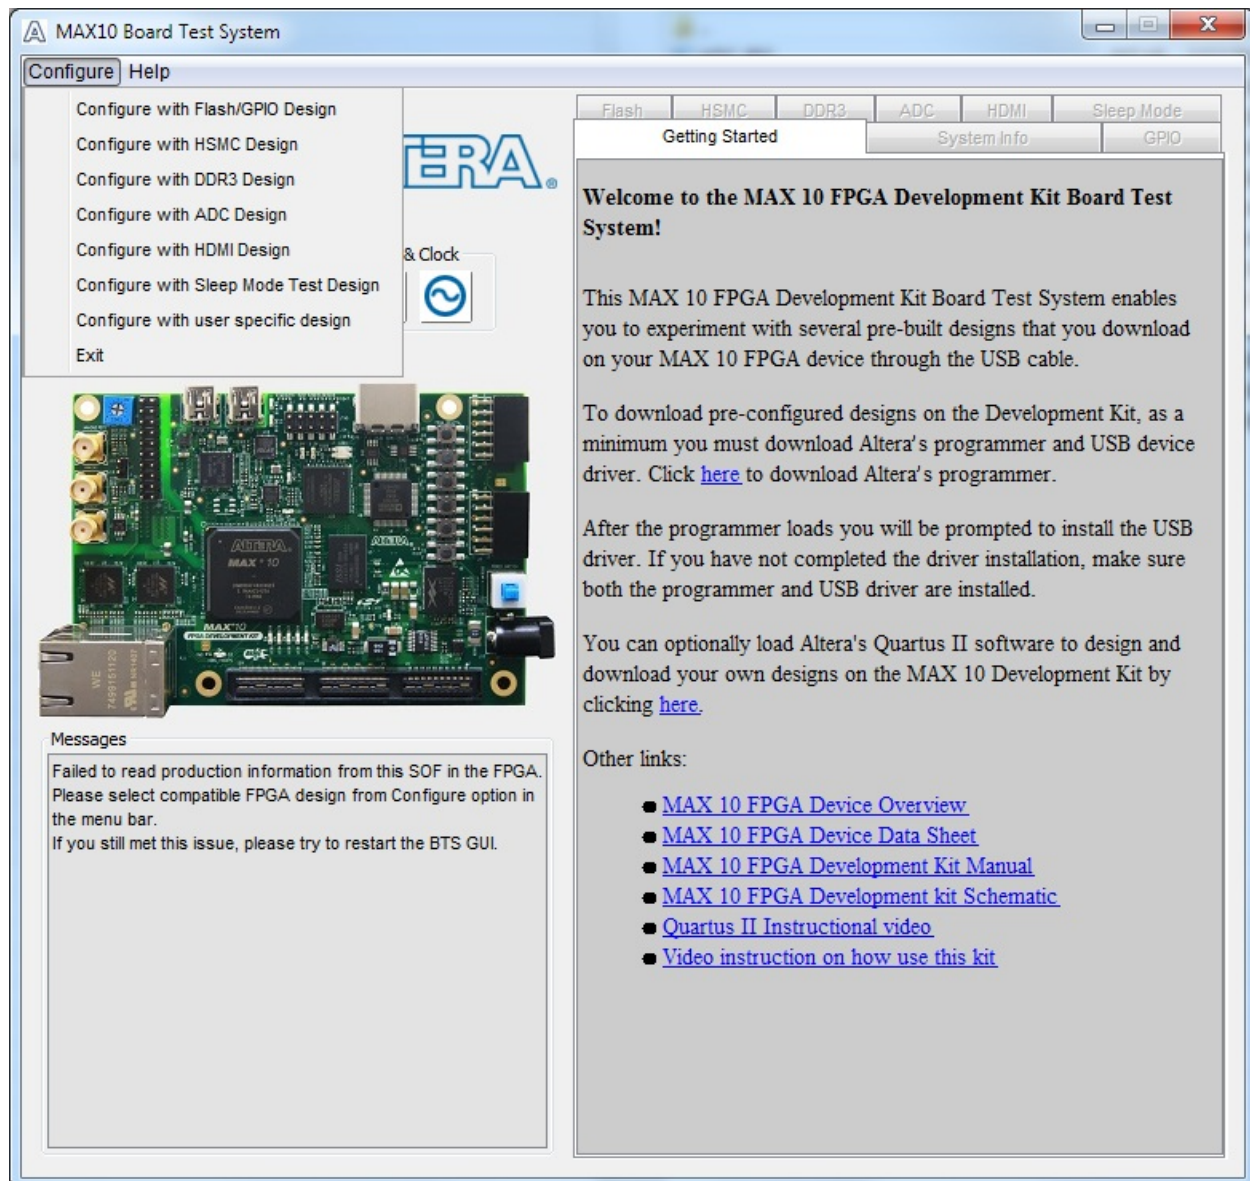 MAX10 Board Test System
Configure Help
Configure with Flash/GPIO Design
Configure with HSMC Design
Configure with DDR3 Design
Configure with ADC Design
Configure with HDMI Design
Configure with Sleep Mode Test Design
Configure with user specific design
Exit
& Clock
Flash HSMC DDR3 ADC HDMI Sleep Mode
Getting Started System Info GPIO
Welcome to the MAX 10 FPGA Development Kit Board Test
System!
This MAX 10 FPGA Development Kit Board Test System enables
you to experiment with several pre-built designs that you download
on your MAX 10 FPGA device through the USB cable.
To download pre-configured designs on the Development Kit, as a
minimum you must download Altera's programmer and USB device
driver. Click here to download Altera's programmer.
After the programmer loads you will be prompted to install the USB
driver. If you have not completed the driver installation, make sure
both the programmer and USB driver are installed.
You can optionally load Altera's Quartus II software to design and
download your own designs on the MAX 10 Development Kit by
clicking here.
Other links:
MAX 10 FPGA Device Overview
MAX 10 FPGA Device Data Sheet
MAX 10 FPGA Development Kit Manual
MAX 10 FPGA Development kit Schematic
Quartus II Instructional video
Video instruction on how use this kit
ALTERA
MAX 10
ALTERA
MAX 10
FPGA DEVELOPMENT KIT
WE
7499151120
Messages
Failed to read production information from this SOF in the FPGA.
Please select compatible FPGA design from Configure option in
the menu bar.
If you still met this issue, please try to restart the BTS GUI.